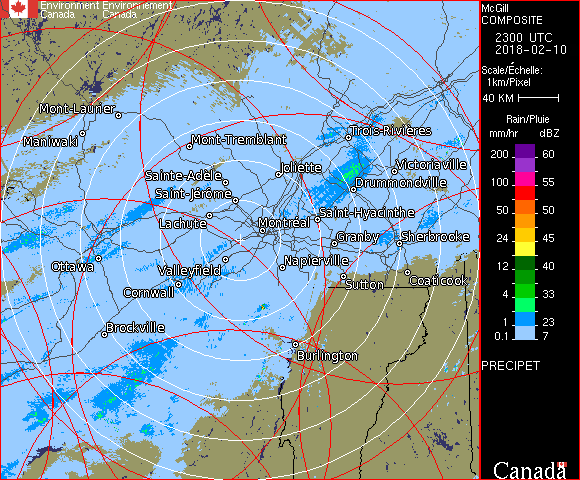 Environment Environnement
Canada Canada
McGill
COMPOSITE
2300 UTC
2018-02-10
Scale/Échelle:
1km/Pixel
40 KM
Rain/Pluie
mm/hr dBZ
200 60
100 55
50 50
24 45
12 40
4 33
1 23
0.1 7
PRECIPET
Canada
Mont-Laurier
Maniwaki
Trois-Rivières
Mont-Tremblant
Joliette
Victoriaville
Sainte-Adèle
Drummondville
Saint-Jérôme
Saint-Hyacinthe
Lachute
Montréal
Granby
Sherbrooke
Ottawa
Valleyfield
Napierville
Sutton
Coaticook
Cornwall
Brockville
Burlington